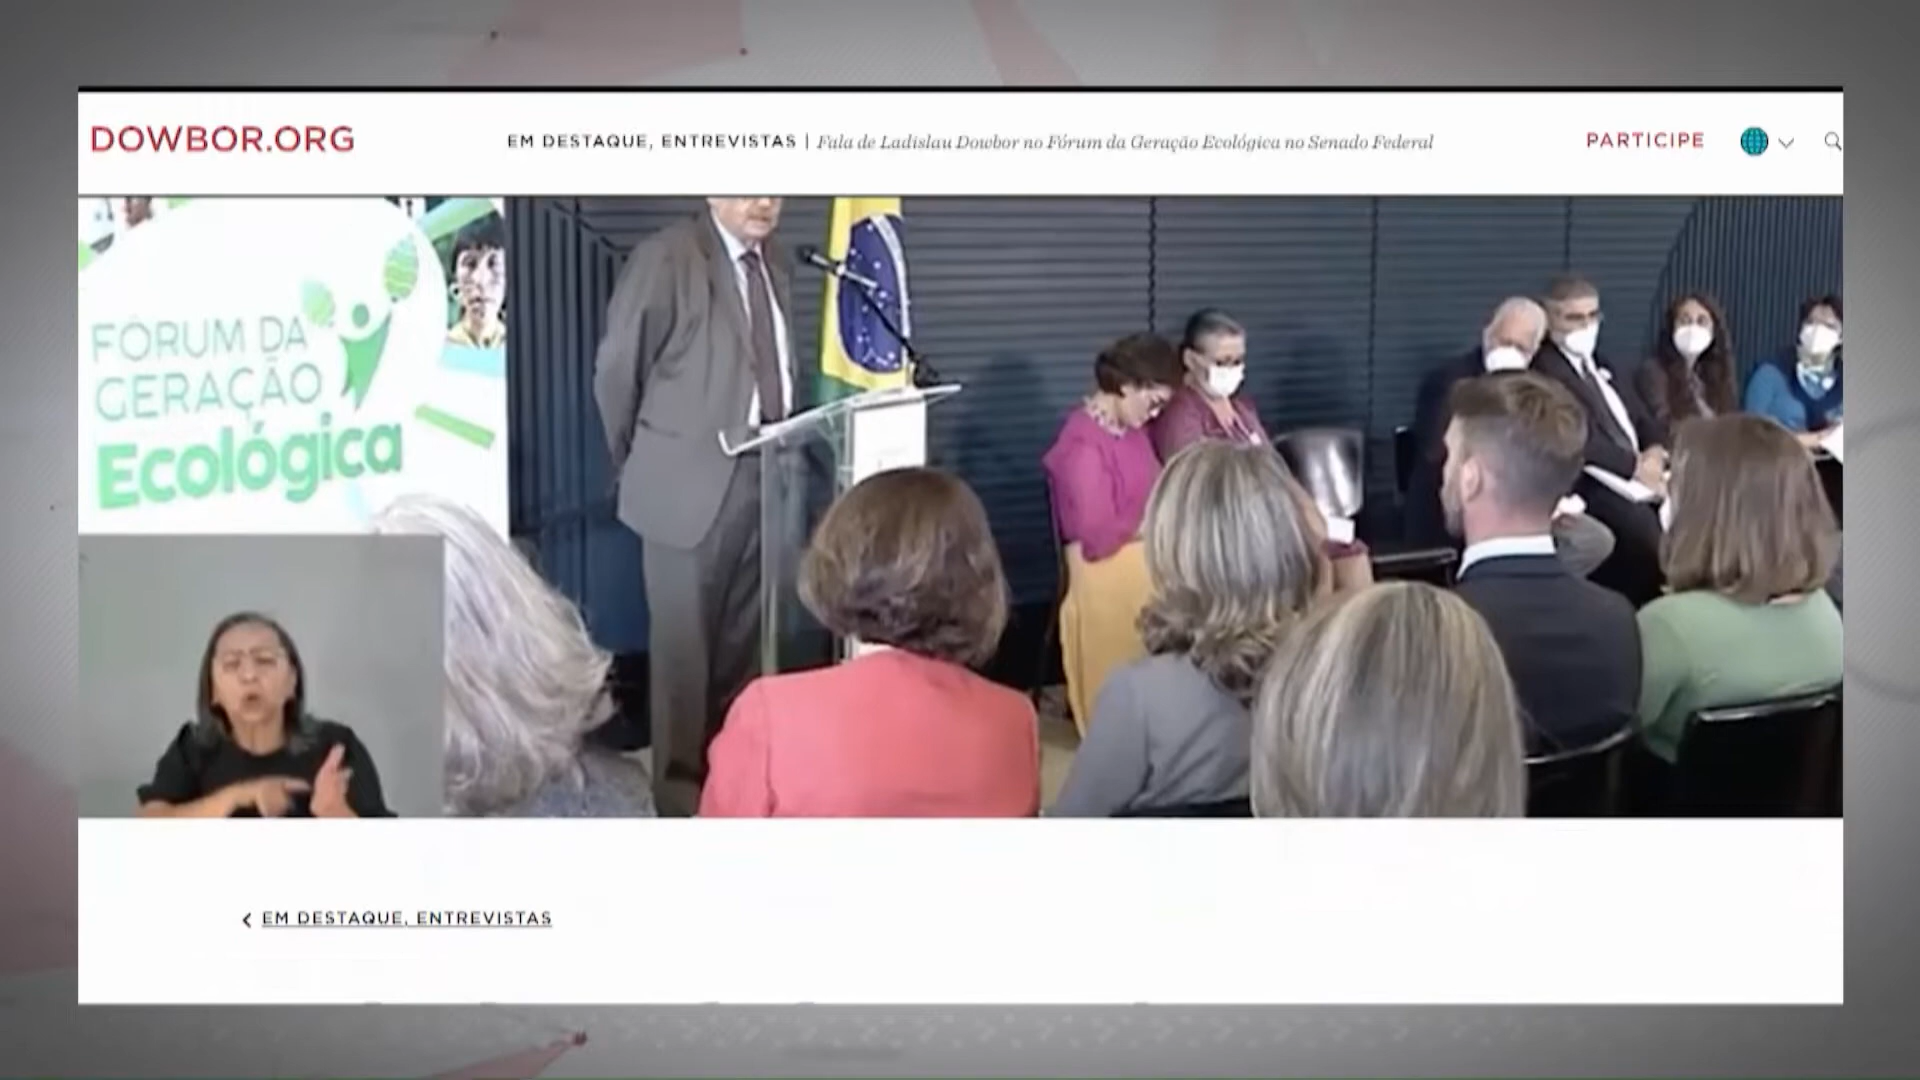 DOWBOR.ORG
EM DESTAQUE, ENTREVISTAS | Fala de Ladislau Dowbor no Fórum da Geração Ecológica no Senado Federal
PARTICIPE
FÓRUM DA
GERAÇÃO
Ecológica
EM DESTAQUE, ENTREVISTAS